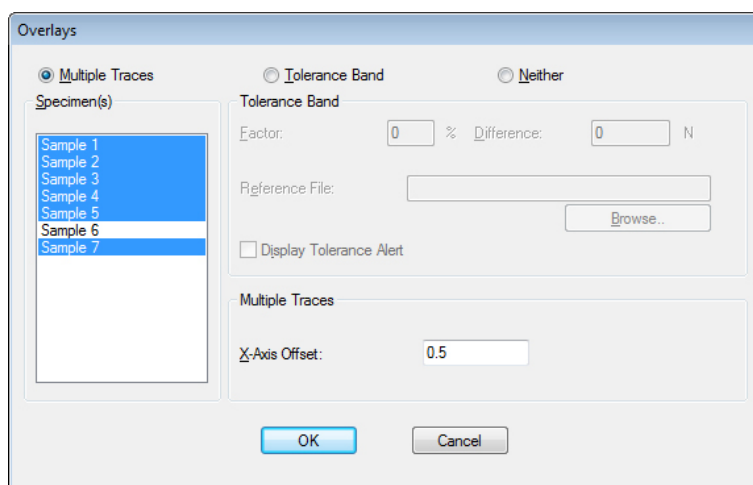 Overlays
Multiple Traces Tolerance Band Neither
Specimen(s)
Sample 1
Sample 2
Sample 3
Sample 4
Sample 5
Sample 6
Sample 7
Tolerance Band
Factor: 0 % Difference: 0 N
Reference File:
Browse..
Display Tolerance Alert
Multiple Traces
X-Axis Offset: 0.5
OK Cancel